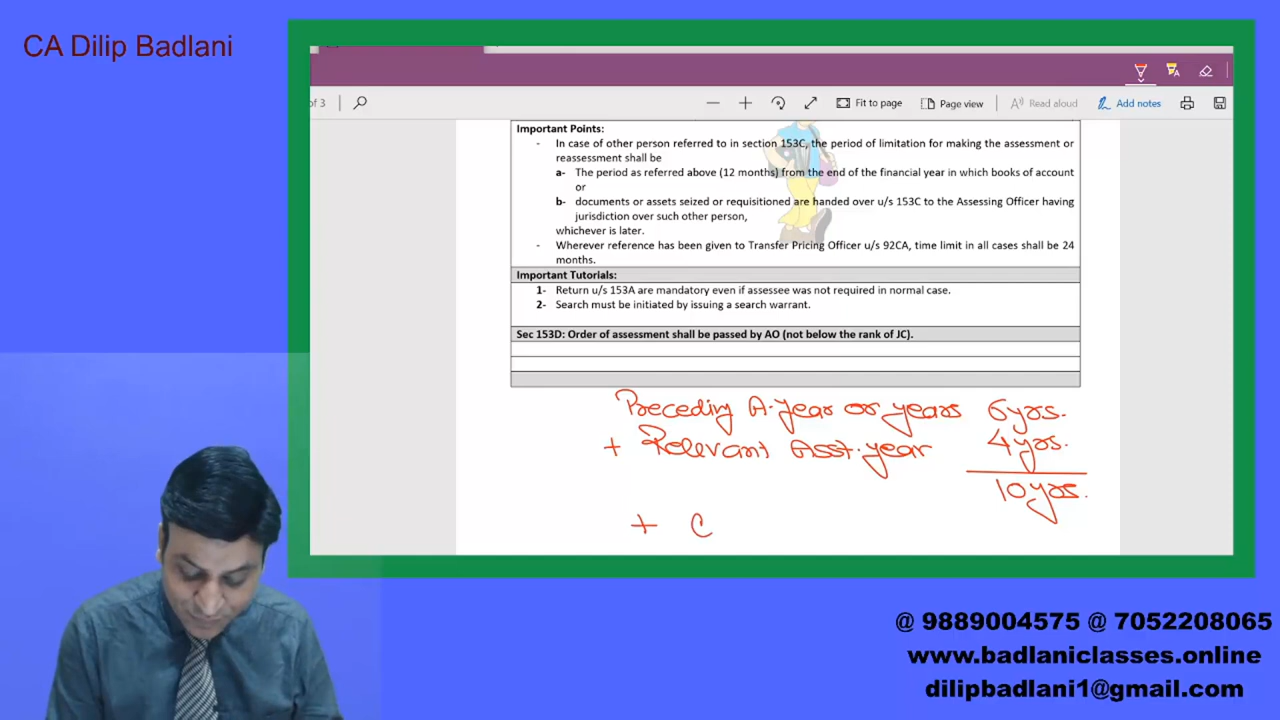 CA Dilip Badlani
of 3
Fit to page
Page view
Read aloud
Add notes
Important Points:
- In case of other person referred to in section 153C, the period of limitation for making the assessment or
reassessment shall be
a- The period as referred above (12 months) from the end of the financial year in which books of account
or
b- documents or assets seized or requisitioned are handed over u/s 153C to the Assessing Officer having
jurisdiction over such other person,
whichever is later.
- Wherever reference has been given to Transfer Pricing Officer u/s 92CA, time limit in all cases shall be 24
months.
Important Tutorials:
1- Return u/s 153A are mandatory even if assessee was not required in normal case.
2- Search must be initiated by issuing a search warrant.
Sec 153D: Order of assessment shall be passed by AO (not below the rank of JC).
Preceding A.year or years 6yrs.
+ Relevant Asst.year 4yrs.
10yrs.
+ C
@ 9889004575 @ 7052208065
www.badlaniclasses.online
dilipbadlani1@gmail.com